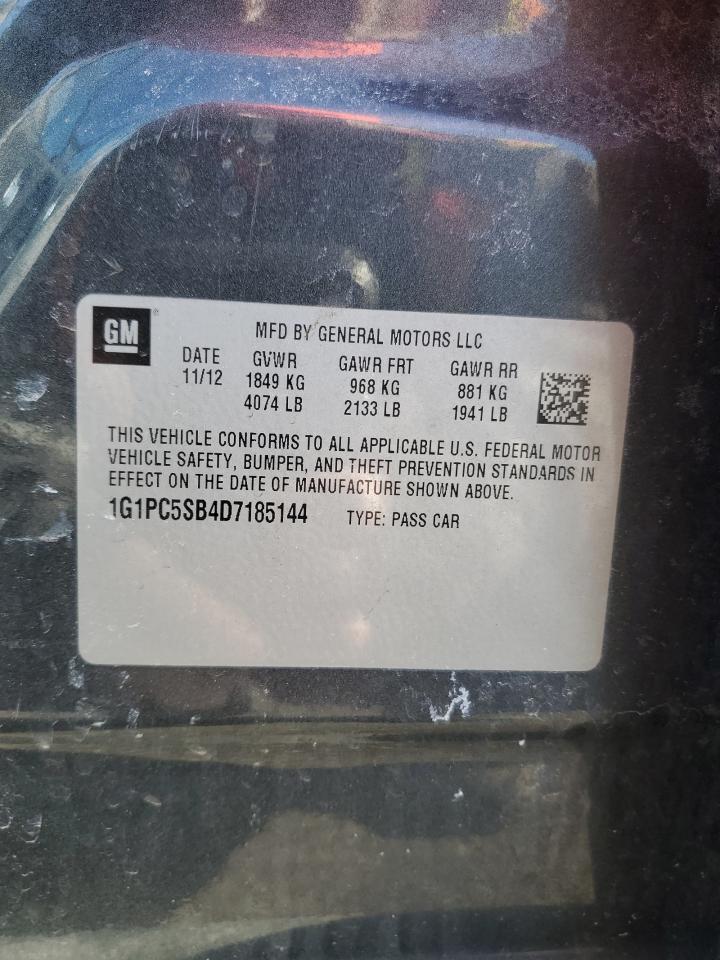 GM®
MFD BY GENERAL MOTORS LLC
DATE GVWR GAWR FRT GAWR RR
11/12 1849 KG 968 KG 881 KG
4074 LB 2133 LB 1941 LB
THIS VEHICLE CONFORMS TO ALL APPLICABLE U.S. FEDERAL MOTOR
VEHICLE SAFETY, BUMPER, AND THEFT PREVENTION STANDARDS IN
EFFECT ON THE DATE OF MANUFACTURE SHOWN ABOVE.
1G1PC5SB4D7185144 TYPE: PASS CAR